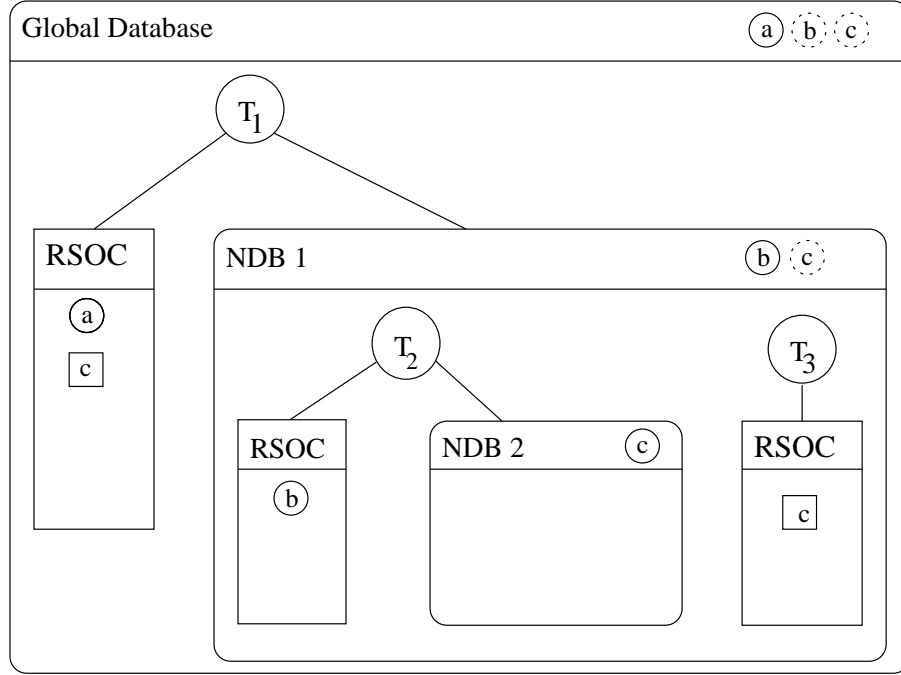 Global Database a b c
T1
RSOC
a
c
NDB 1 b c
T2
T3
RSOC
b
NDB 2 c
RSOC
c